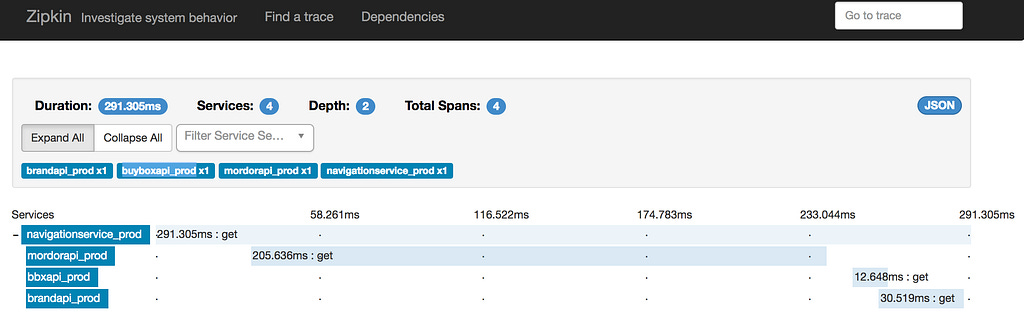 Zipkin Investigate system behavior Find a trace Dependencies Go to trace
Duration: 291.305ms Services: 4 Depth: 2 Total Spans: 4 JSON
Expand All Collapse All Filter Service Se...
brandapi_prod x1 buyboxapi_prod x1 mordorapi_prod x1 navigationservice_prod x1
Services 58.261ms 116.522ms 174.783ms 233.044ms 291.305ms
- navigationservice_prod 291.305ms : get
mordorapi_prod 205.636ms : get
bbxapi_prod 12.648ms : get
brandapi_prod 30.519ms : get